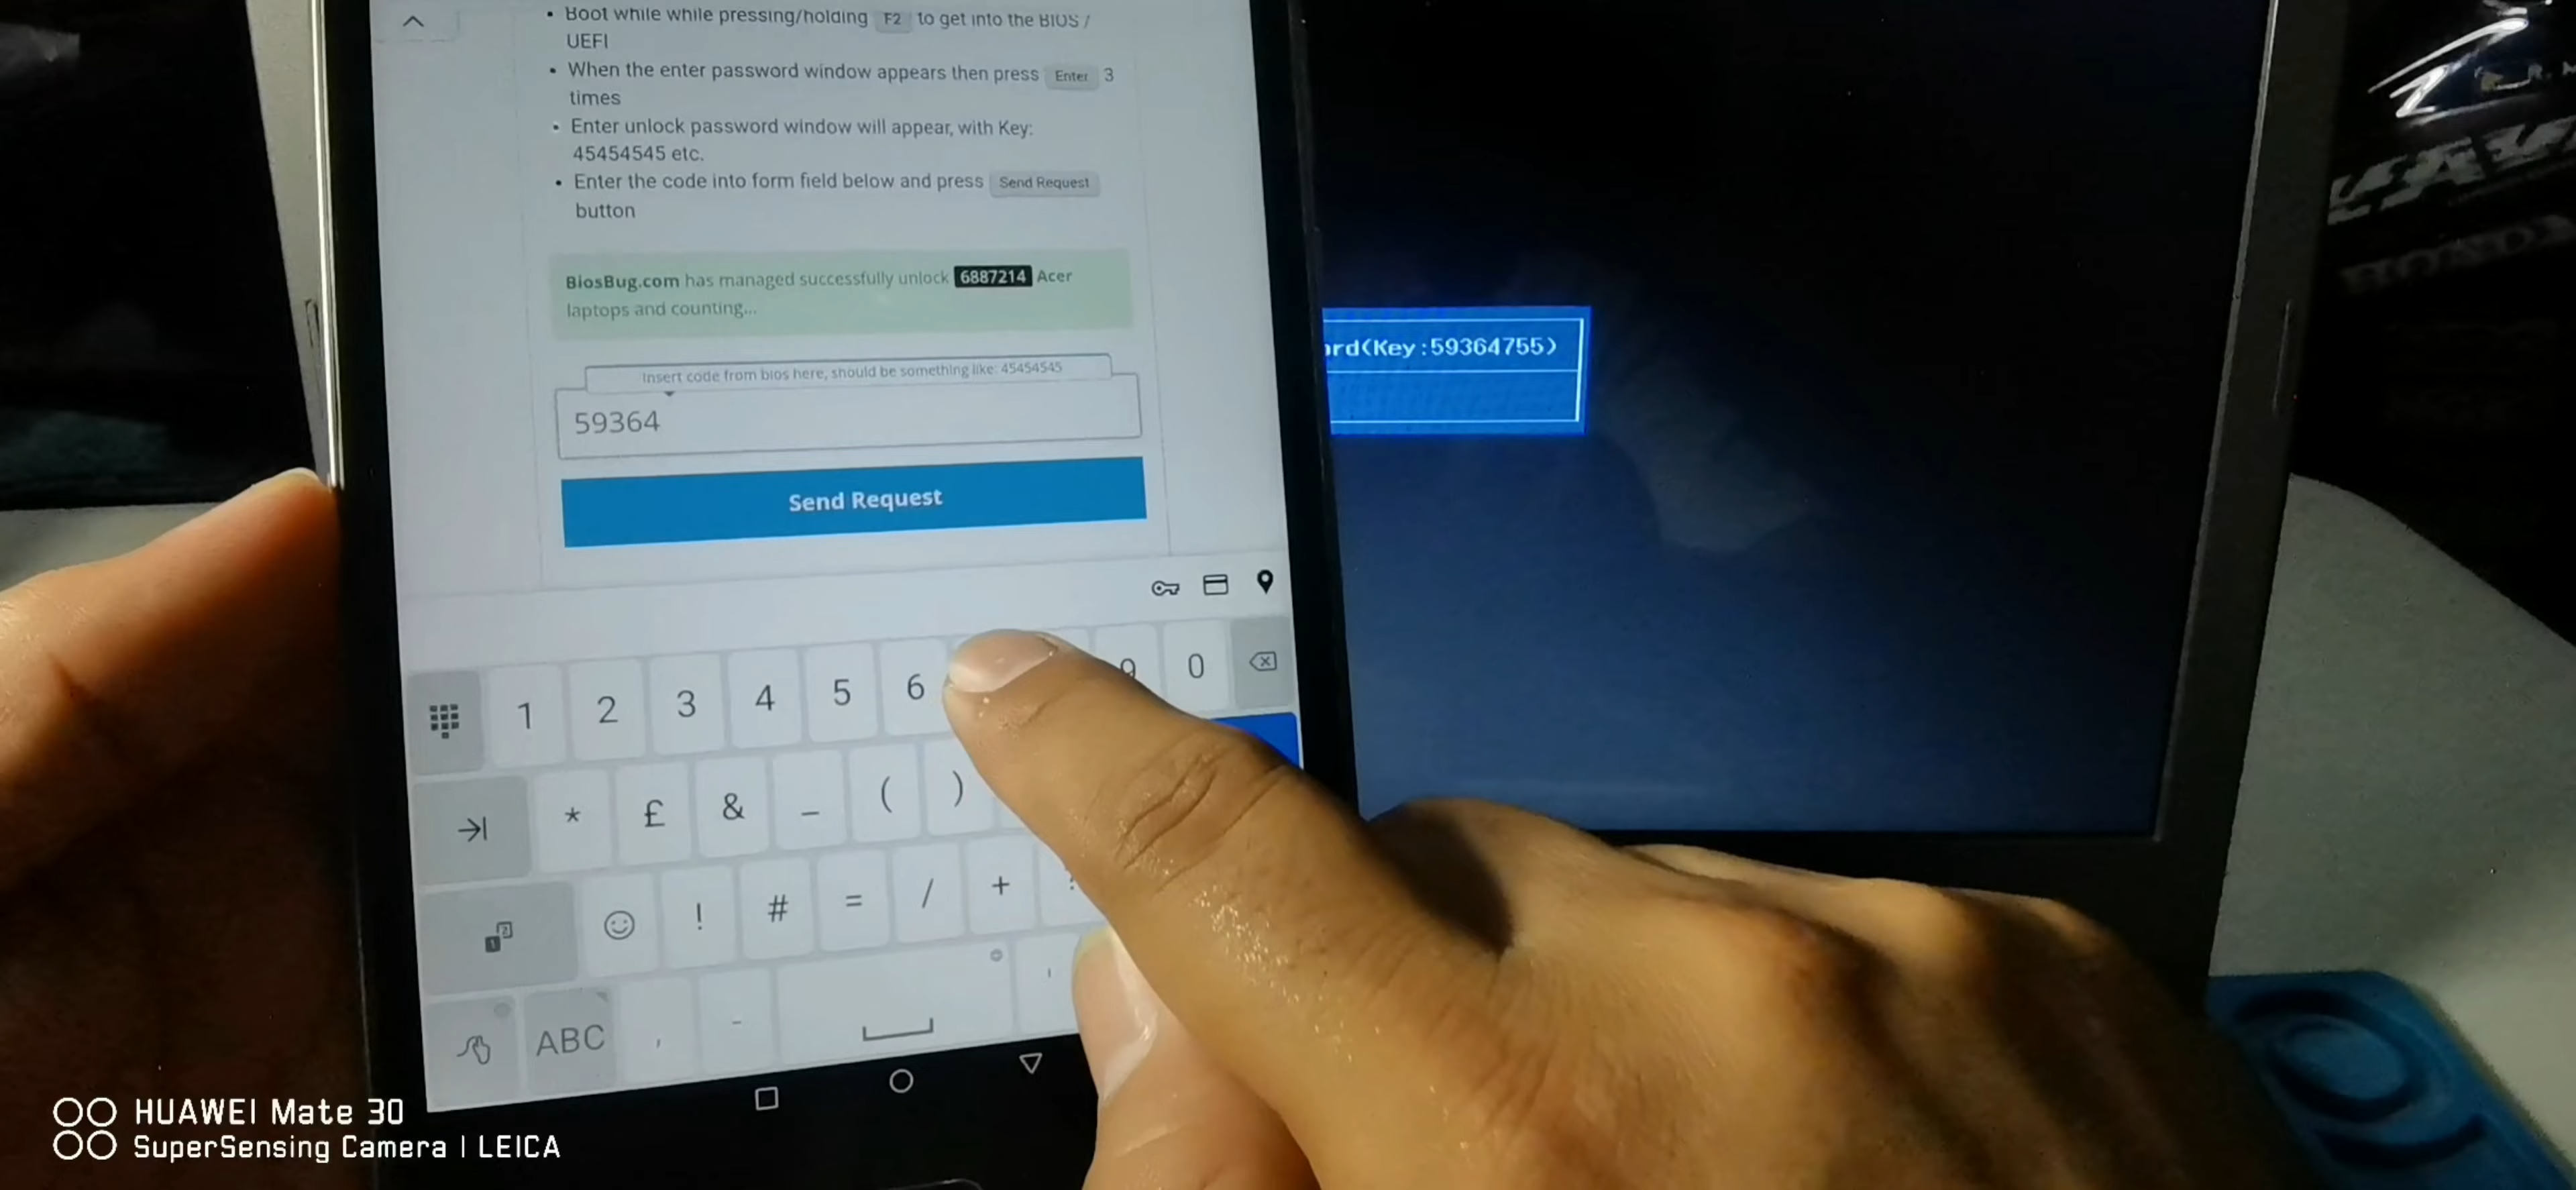 • Boot while while pressing/holding F2 to get into the BIOS /
UEFI
• When the enter password window appears then press Enter 3
times
• Enter unlock password window will appear, with Key:
45454545 etc.
• Enter the code into form field below and press Send Request
button
BiosBug.com has managed successfully unlock 6887214 Acer
laptops and counting...
Insert code from bios here, should be something like: 45454545
59364
Send Request
ord(Key:59364755)
1 2 3 4 5 6 9 0
* £ & _ ( )
! # = / +
ABC , -
HUAWEI Mate 30
SuperSensing Camera | LEICA